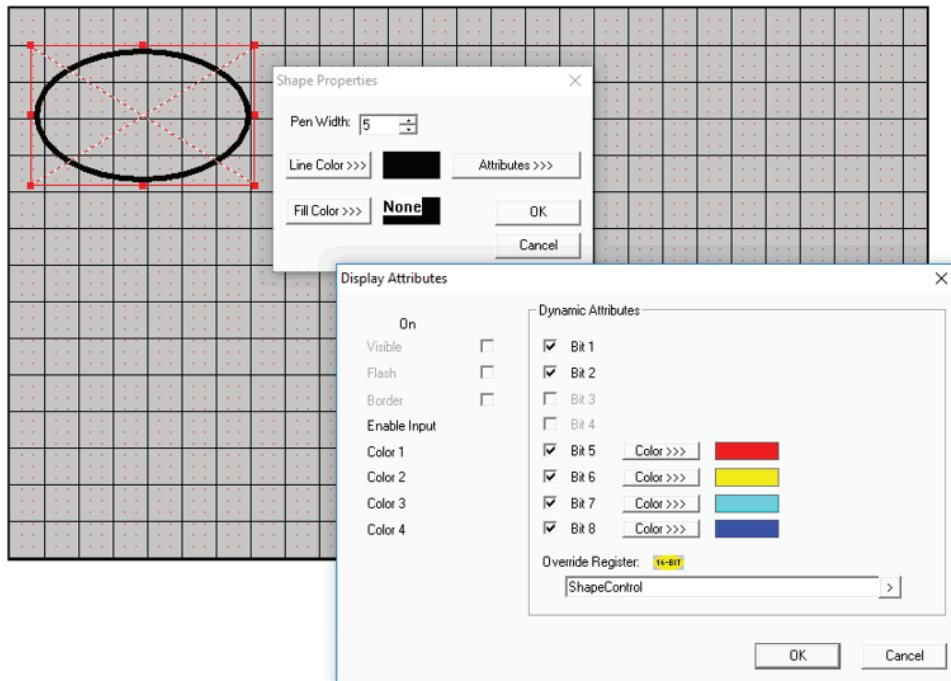 Shape Properties
Pen Width: 5
Line Color >>> Attributes >>>
Fill Color >>> None OK
Cancel
Display Attributes
Dynamic Attributes
On
Visible Bit 1
Flash Bit 2
Border Bit 3
Enable Input Bit 4
Color 1 Bit 5 Color >>>
Color 2 Bit 6 Color >>>
Color 3 Bit 7 Color >>>
Color 4 Bit 8 Color >>>
Override Register: 16-BIT
ShapeControl >
OK Cancel